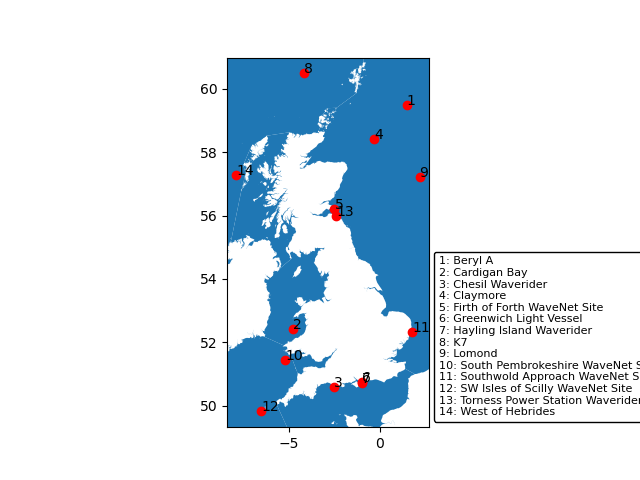 8
60
1
4
58
14
9
5
13
56
54
2
11
52
10
6
7
3
12
50
−5
0
1: Beryl A
2: Cardigan Bay
3: Chesil Waverider
4: Claymore
5: Firth of Forth WaveNet Site
6: Greenwich Light Vessel
7: Hayling Island Waverider
8: K7
9: Lomond
10: South Pembrokeshire WaveNet S
11: Southwold Approach WaveNet S
12: SW Isles of Scilly WaveNet Site
13: Torness Power Station Waverider
14: West of Hebrides